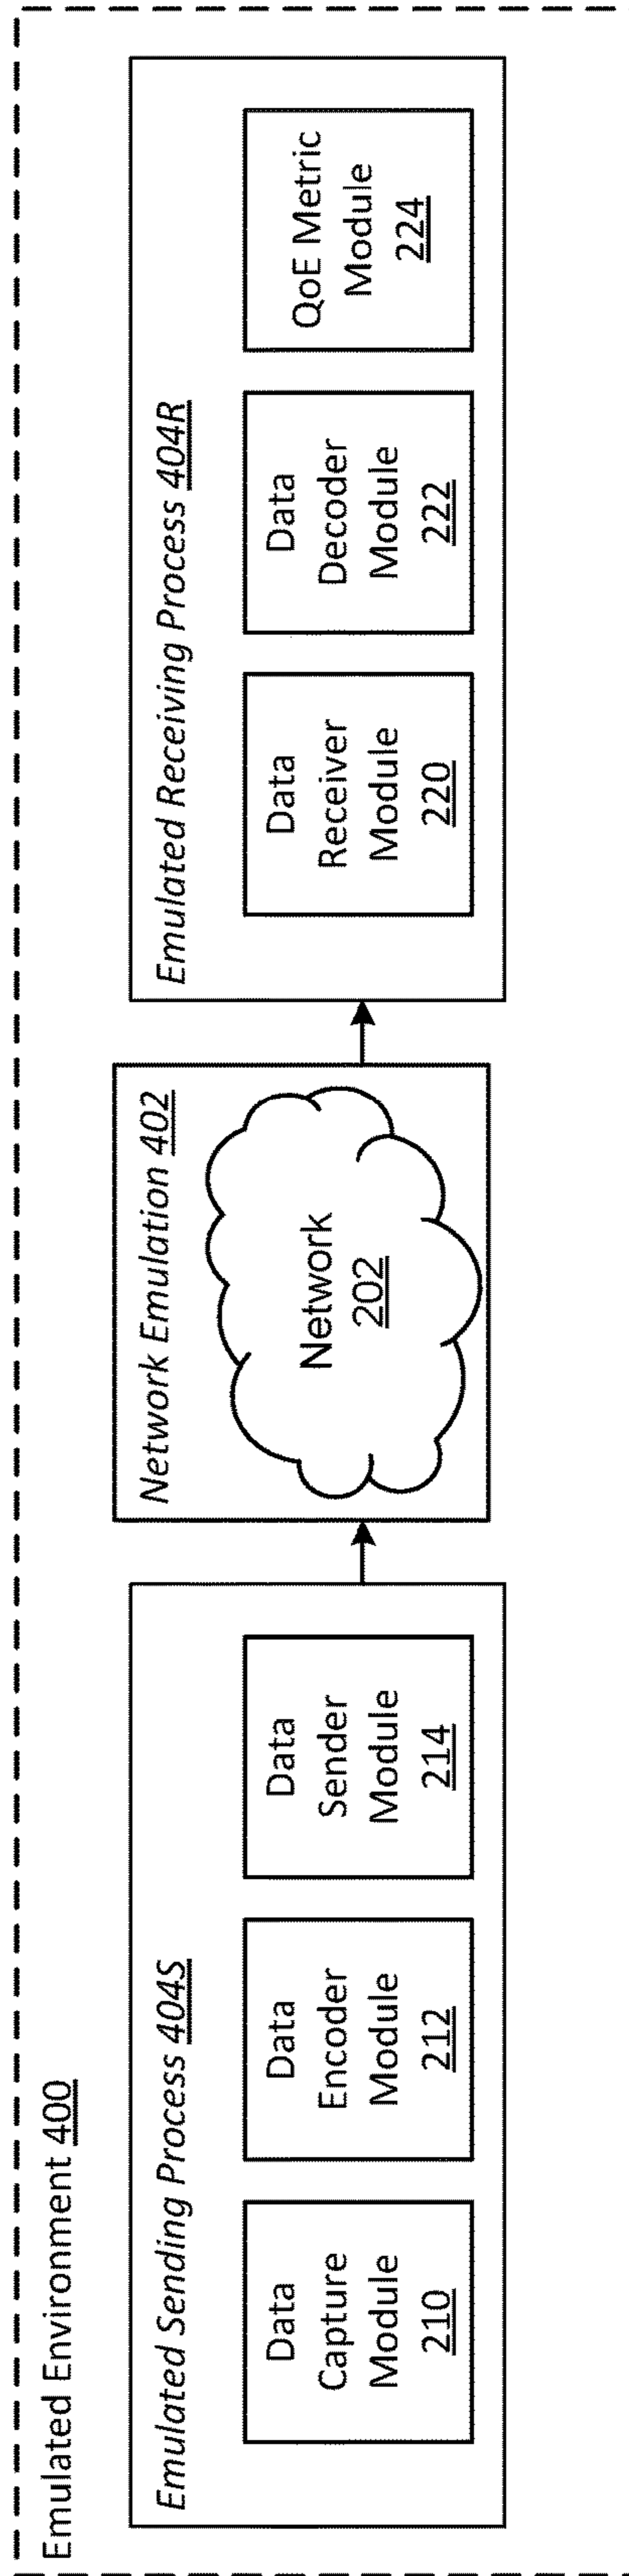 Emulated Environment 400
Emulated Sending Process 404S
Data
Capture
Module
210
Data
Encoder
Module
212
Data
Sender
Module
214
Network Emulation 402
Network
202
Emulated Receiving Process 404R
Data
Receiver
Module
220
Data
Decoder
Module
222
QoE Metric
Module
224